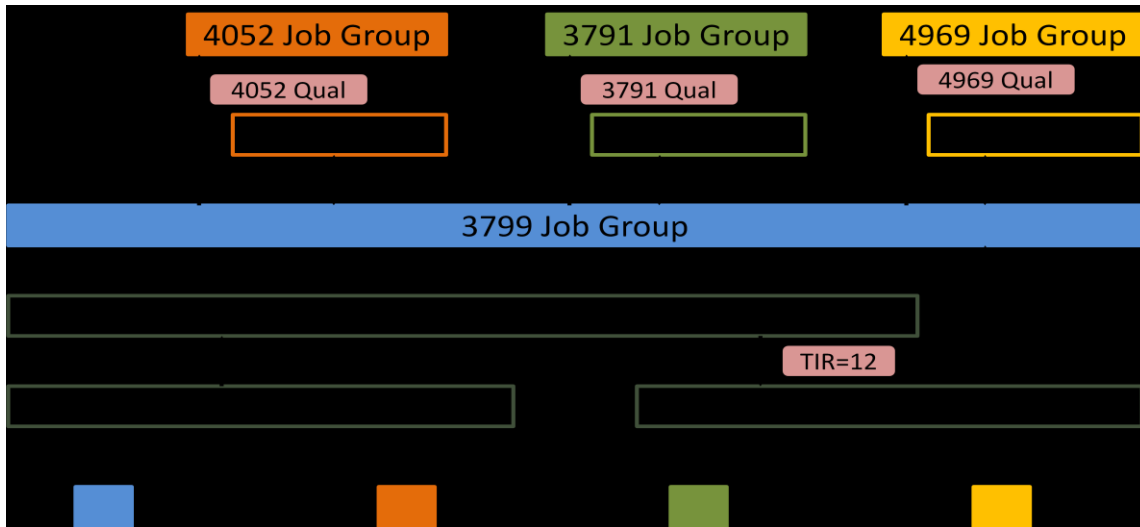 4052 Job Group
3791 Job Group
4969 Job Group
4052 Qual
3791 Qual
4969 Qual
3799 Job Group
TIR=12